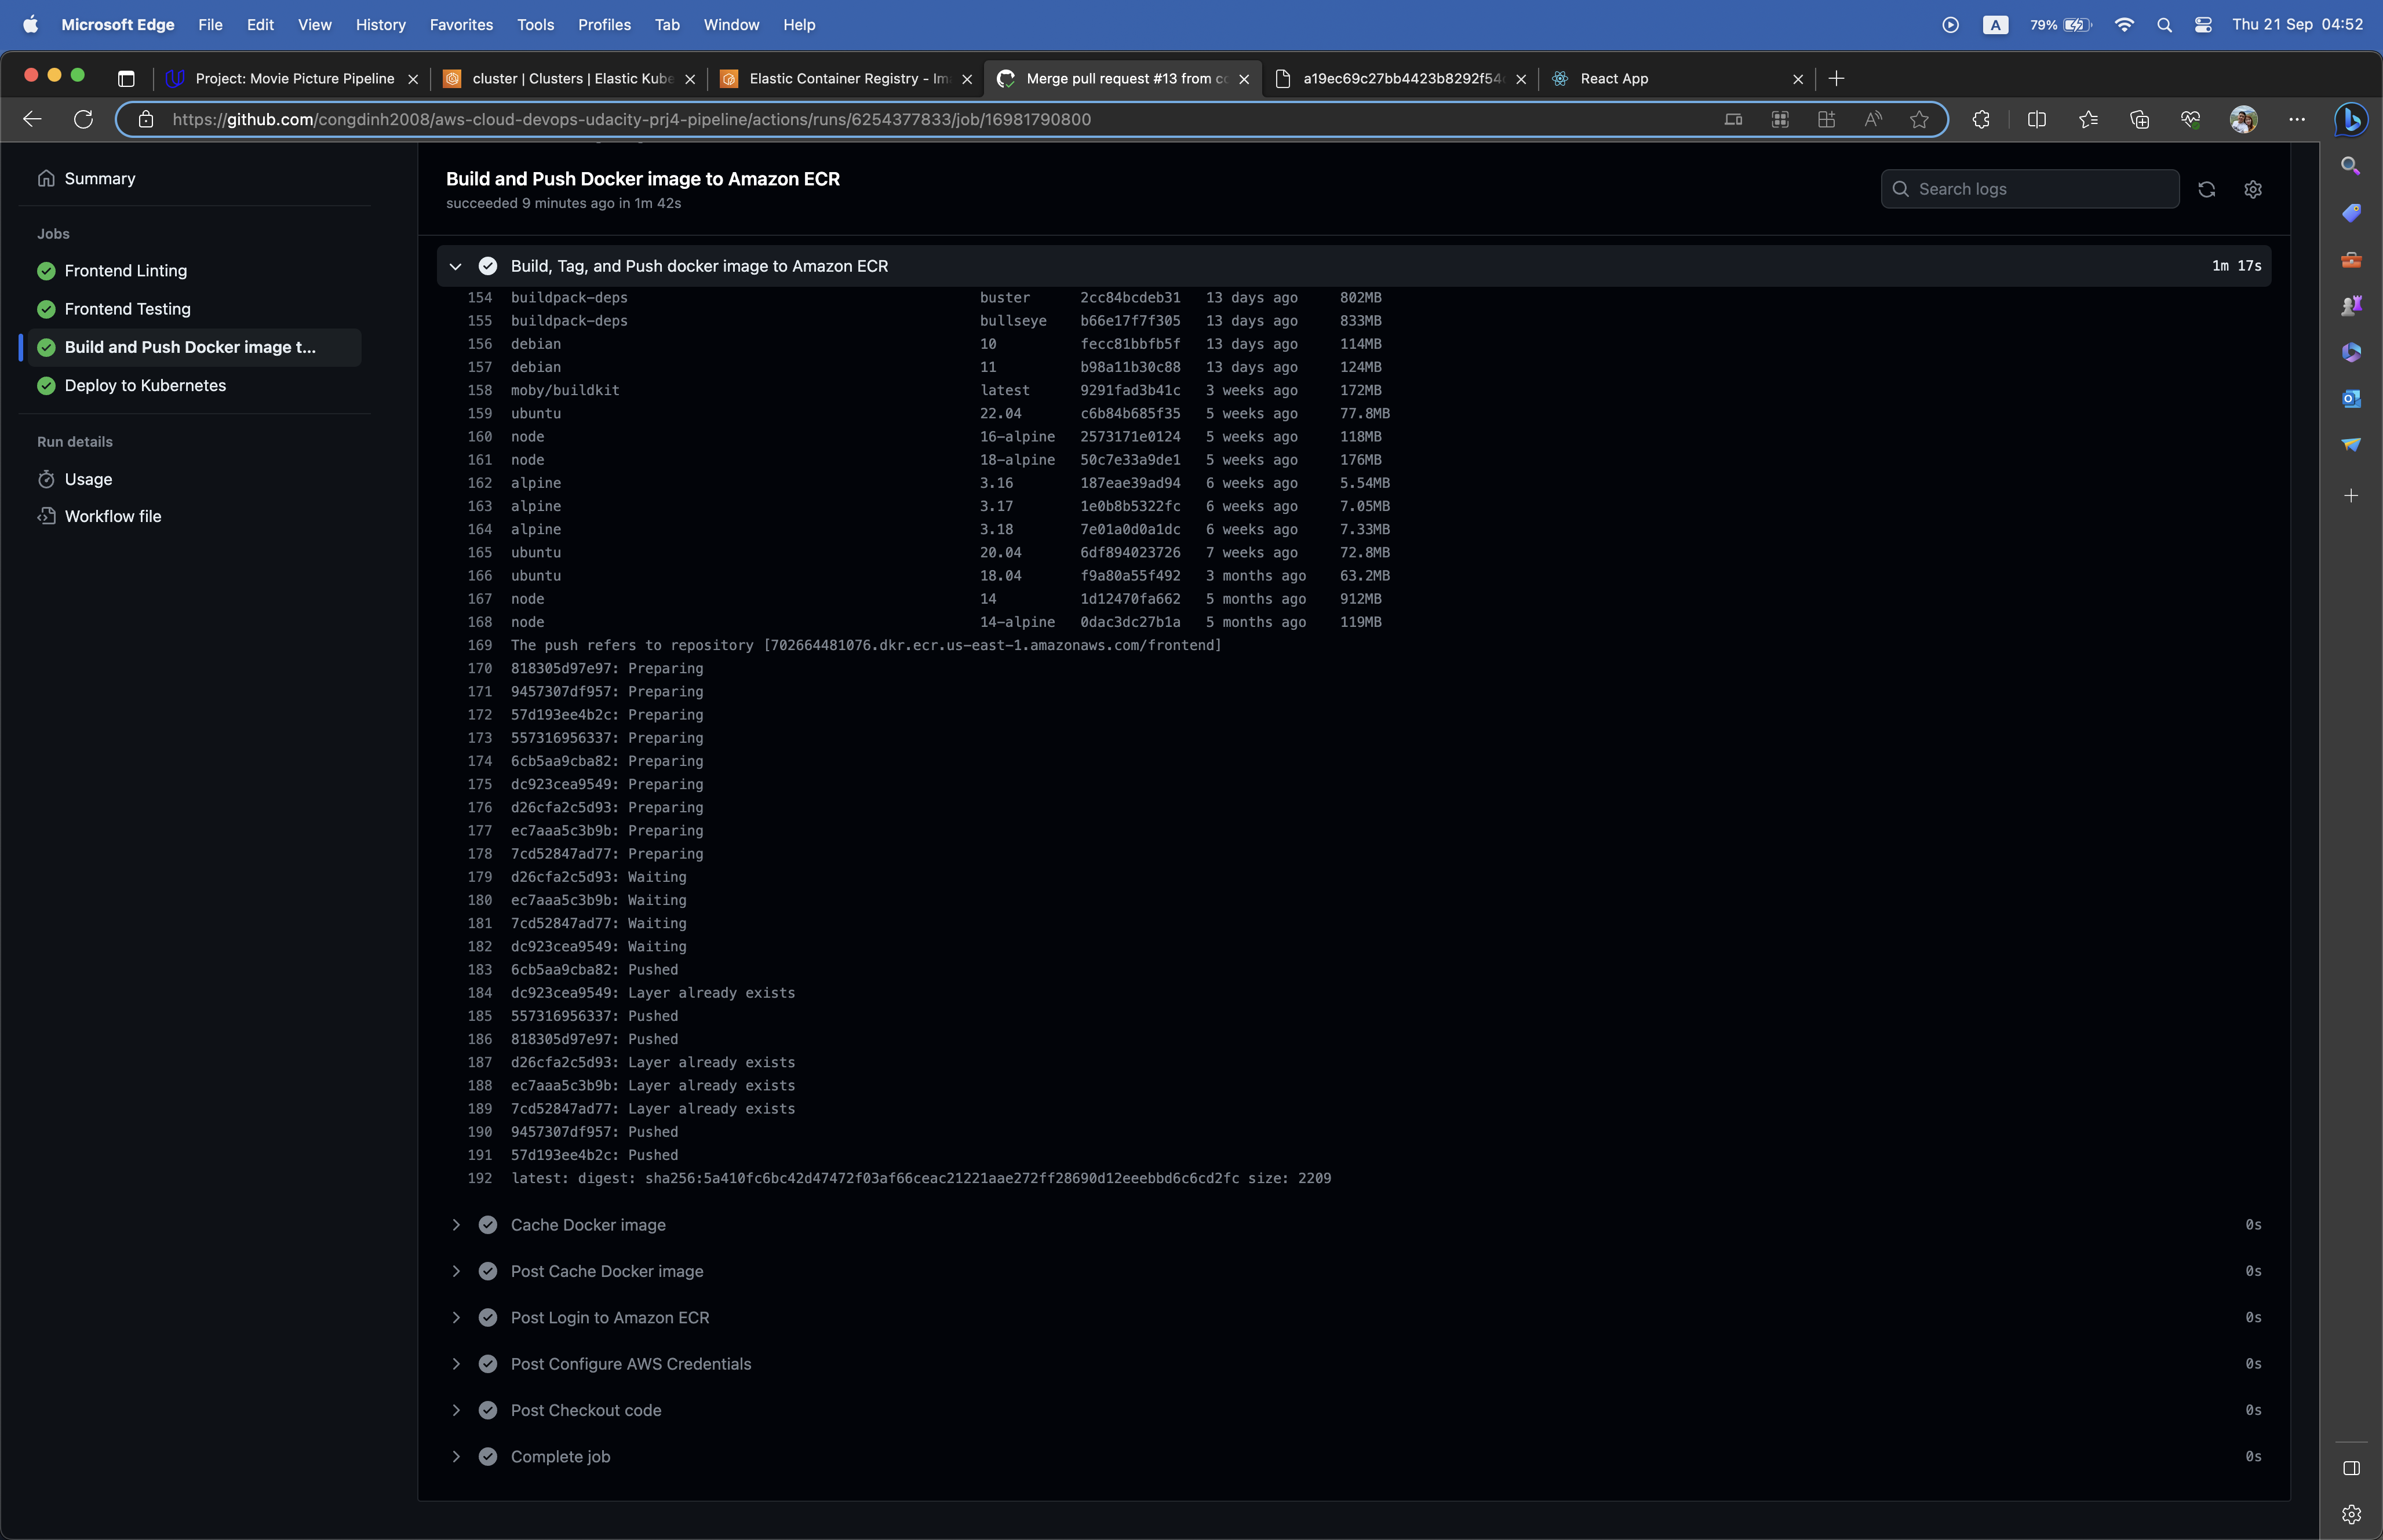 Microsoft Edge File Edit View History Favorites Tools Profiles Tab Window Help A 79% Thu 21 Sep 04:52
Project: Movie Picture Pipeline cluster | Clusters | Elastic Kube Elastic Container Registry - Im Merge pull request #13 from co a19ec69c27bb4423b8292f54 React App
https://github.com/congdinh2008/aws-cloud-devops-udacity-prj4-pipeline/actions/runs/6254377833/job/16981790800
Summary
Jobs
Frontend Linting
Frontend Testing
Build and Push Docker image t...
Deploy to Kubernetes
Run details
Usage
Workflow file
Build and Push Docker image to Amazon ECR
succeeded 9 minutes ago in 1m 42s
Search logs
Build, Tag, and Push docker image to Amazon ECR 1m 17s
154 buildpack-deps buster 2cc84bcdeb31 13 days ago 802MB
155 buildpack-deps bullseye b66e17f7f305 13 days ago 833MB
156 debian 10 fecc81bbfb5f 13 days ago 114MB
157 debian 11 b98a11b30c88 13 days ago 124MB
158 moby/buildkit latest 9291fad3b41c 3 weeks ago 172MB
159 ubuntu 22.04 c6b84b685f35 5 weeks ago 77.8MB
160 node 16-alpine 2573171e0124 5 weeks ago 118MB
161 node 18-alpine 50c7e33a9de1 5 weeks ago 176MB
162 alpine 3.16 187eae39ad94 6 weeks ago 5.54MB
163 alpine 3.17 1e0b8b5322fc 6 weeks ago 7.05MB
164 alpine 3.18 7e01a0d0a1dc 6 weeks ago 7.33MB
165 ubuntu 20.04 6df894023726 7 weeks ago 72.8MB
166 ubuntu 18.04 f9a80a55f492 3 months ago 63.2MB
167 node 14 1d12470fa662 5 months ago 912MB
168 node 14-alpine 0dac3dc27b1a 5 months ago 119MB
169 The push refers to repository [702664481076.dkr.ecr.us-east-1.amazonaws.com/frontend]
170 818305d97e97: Preparing
171 9457307df957: Preparing
172 57d193ee4b2c: Preparing
173 557316956337: Preparing
174 6cb5aa9cba82: Preparing
175 dc923cea9549: Preparing
176 d26cfa2c5d93: Preparing
177 ec7aaa5c3b9b: Preparing
178 7cd52847ad77: Preparing
179 d26cfa2c5d93: Waiting
180 ec7aaa5c3b9b: Waiting
181 7cd52847ad77: Waiting
182 dc923cea9549: Waiting
183 6cb5aa9cba82: Pushed
184 dc923cea9549: Layer already exists
185 557316956337: Pushed
186 818305d97e97: Pushed
187 d26cfa2c5d93: Layer already exists
188 ec7aaa5c3b9b: Layer already exists
189 7cd52847ad77: Layer already exists
190 9457307df957: Pushed
191 57d193ee4b2c: Pushed
192 latest: digest: sha256:5a410fc6bc42d47472f03af66ceac21221aae272ff28690d12eeebbd6c6cd2fc size: 2209
Cache Docker image 0s
Post Cache Docker image 0s
Post Login to Amazon ECR 0s
Post Configure AWS Credentials 0s
Post Checkout code 0s
Complete job 0s